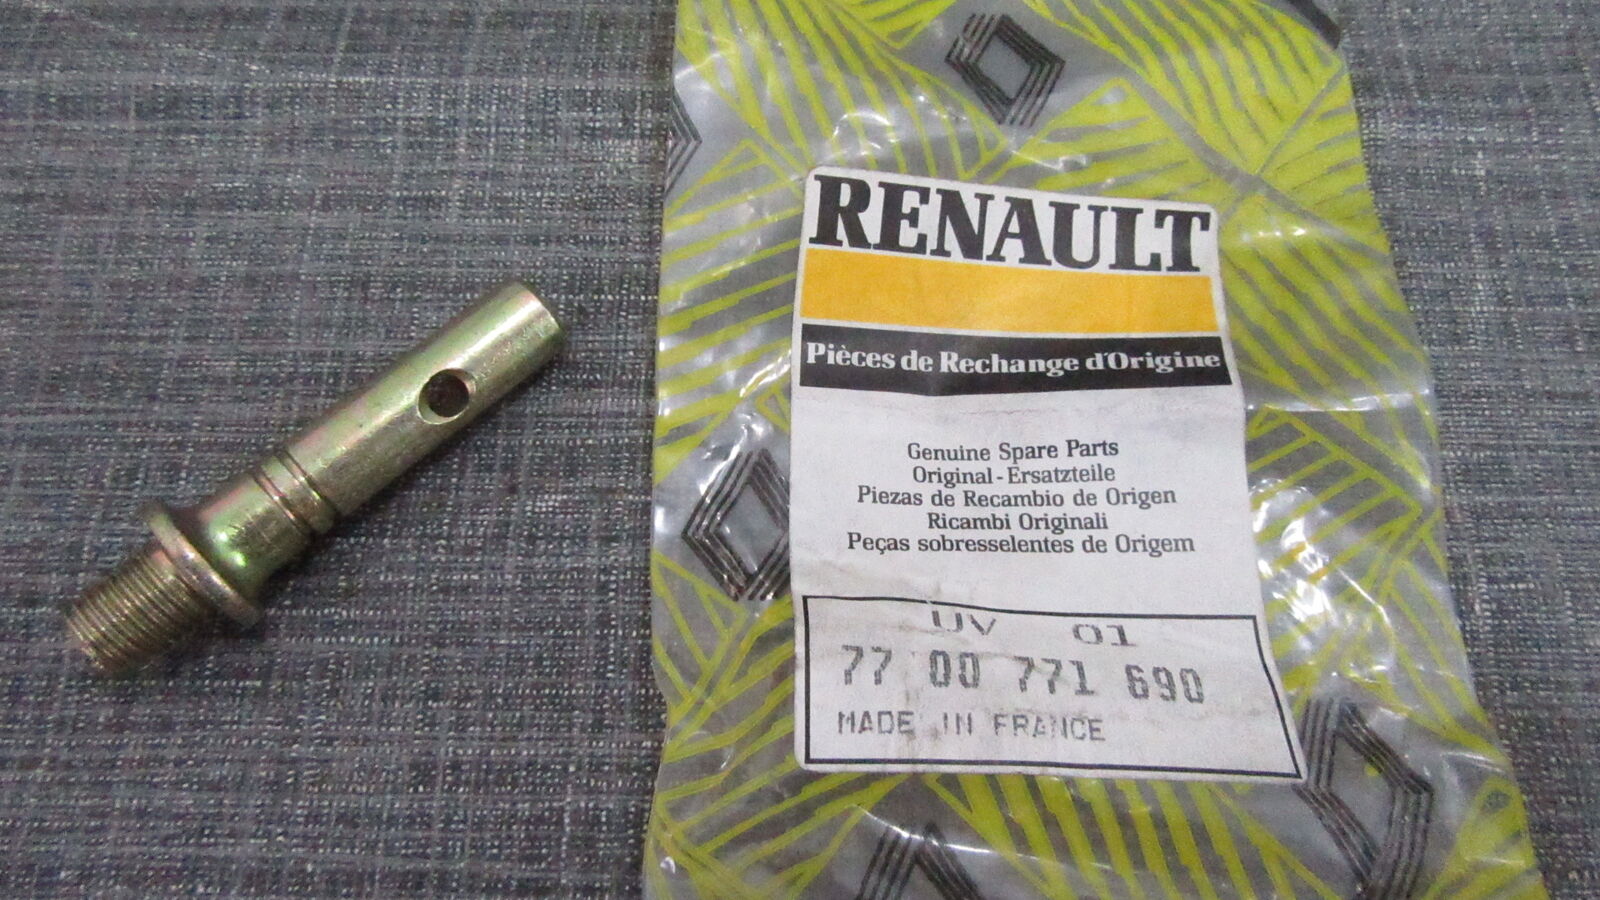 RENAULT
Pièces de Rechange d'Origine
Genuine Spare Parts
Original-Ersatzteile
Piezas de Recambio de Origen
Ricambi Originali
Peças sobresselentes de Origem
UV 01
77 00 771 690
MADE IN FRANCE